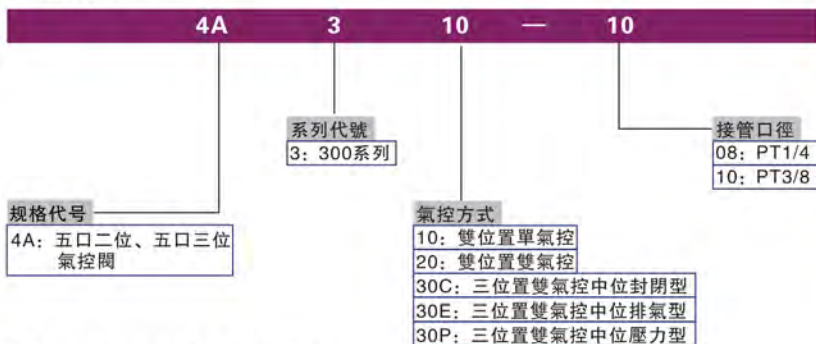 4A 3 10 — 10
系列代號
3：300系列
接管口徑
08：PT1/4
10：PT3/8
规格代号
4A：五口二位、五口三位
氣控閥
氣控方式
10：雙位置單氣控
20：雙位置雙氣控
30C：三位置雙氣控中位封閉型
30E：三位置雙氣控中位排氣型
30P：三位置雙氣控中位壓力型